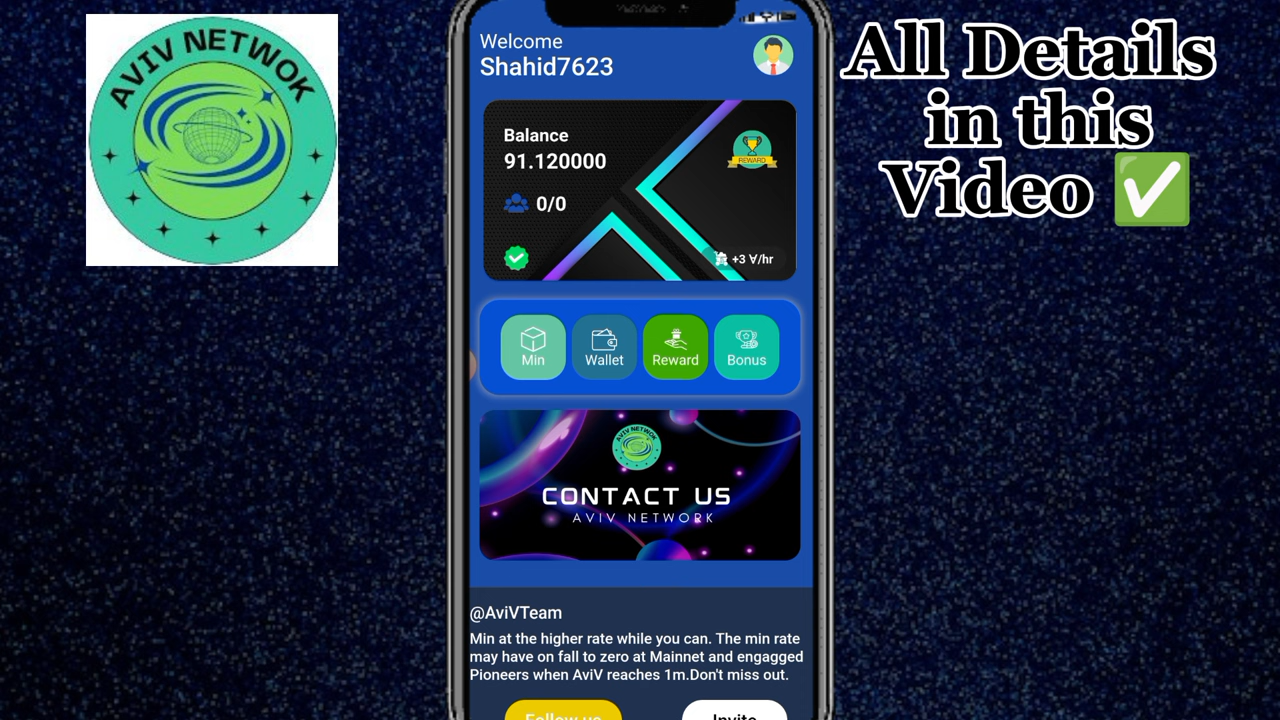 AVIV NETWOK
All Details
in this
Video ✅
Welcome
Shahid7623
Balance
91.120000
REWARD
0/0
+3 ∀/hr
Min
Wallet
Reward
Bonus
AVIV NETWOK
CONTACT US
AVIV NETWORK
@AviVTeam
Min at the higher rate while you can. The min rate
may have on fall to zero at Mainnet and engagged
Pioneers when AviV reaches 1m.Don't miss out.
Follow us
Invite